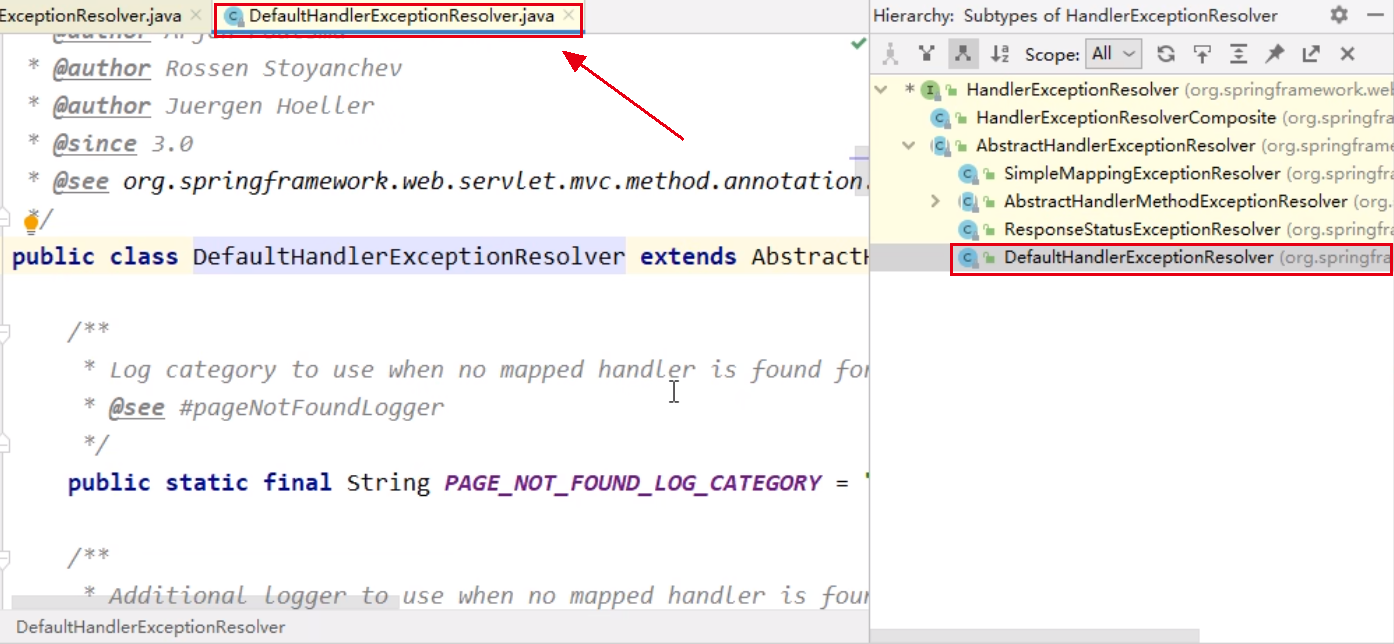 ExceptionResolver.java
DefaultHandlerExceptionResolver.java
* @author
* @author Rossen Stoyanchev
* @author Juergen Hoeller
* @since 3.0
* @see org.springframework.web.servlet.mvc.method.annotation.
*/
public class DefaultHandlerExceptionResolver extends AbstractH
/**
* Log category to use when no mapped handler is found for
* @see #pageNotFoundLogger
*/
public static final String PAGE_NOT_FOUND_LOG_CATEGORY = "
/**
* Additional logger to use when no mapped handler is four
DefaultHandlerExceptionResolver
Hierarchy: Subtypes of HandlerExceptionResolver
Scope: All
* HandlerExceptionResolver (org.springframework.web
HandlerExceptionResolverComposite (org.springfra
AbstractHandlerExceptionResolver (org.springframe
SimpleMappingExceptionResolver (org.springfra
AbstractHandlerMethodExceptionResolver (org.
ResponseStatusExceptionResolver (org.springfra
DefaultHandlerExceptionResolver (org.springfra